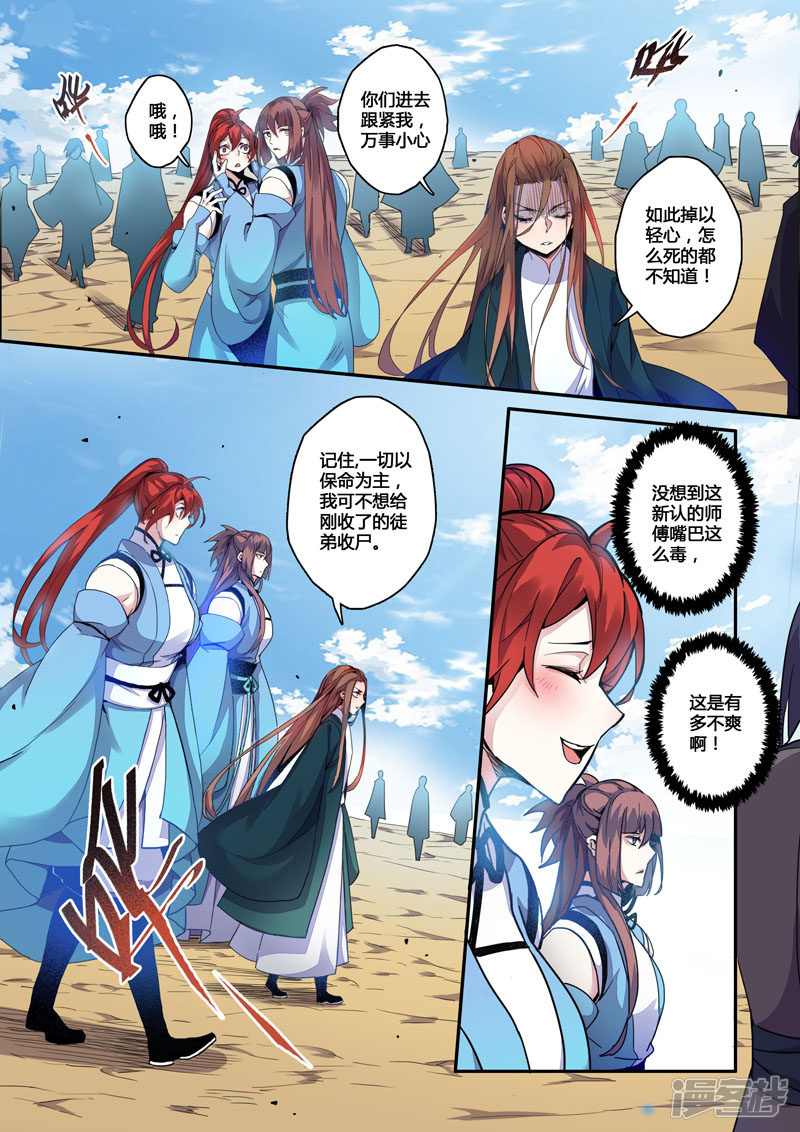 哦，
哦！
你们进去
跟紧我，
万事小心
如此掉以
轻心，怎
么死的都
不知道！
记住,一切以
保命为主，
我可不想给
刚收了的徒
弟收尸。
没想到这
新认的师
傅嘴巴这
么毒，
这是有
多不爽
啊！
漫客栈